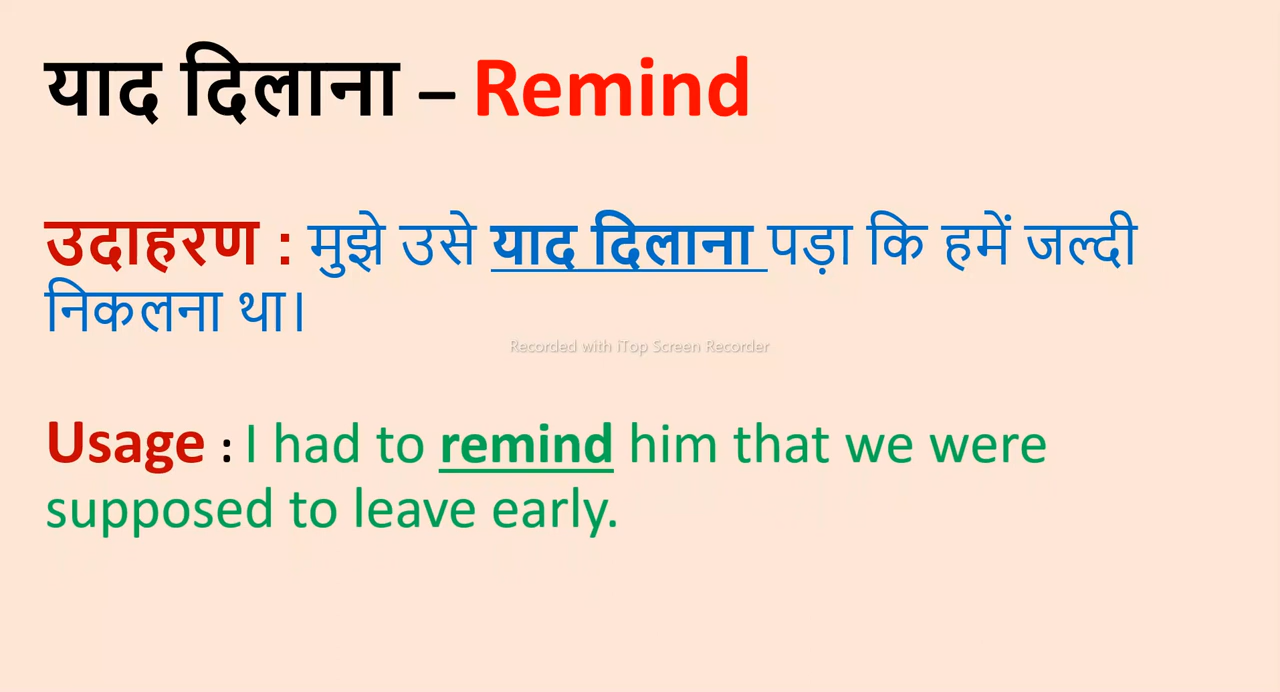 याद दिलाना – Remind
उदाहरण : मुझे उसे याद दिलाना पड़ा कि हमें जल्दी
निकलना था।
Recorded with iTop Screen Recorder
Usage : I had to remind him that we were
supposed to leave early.